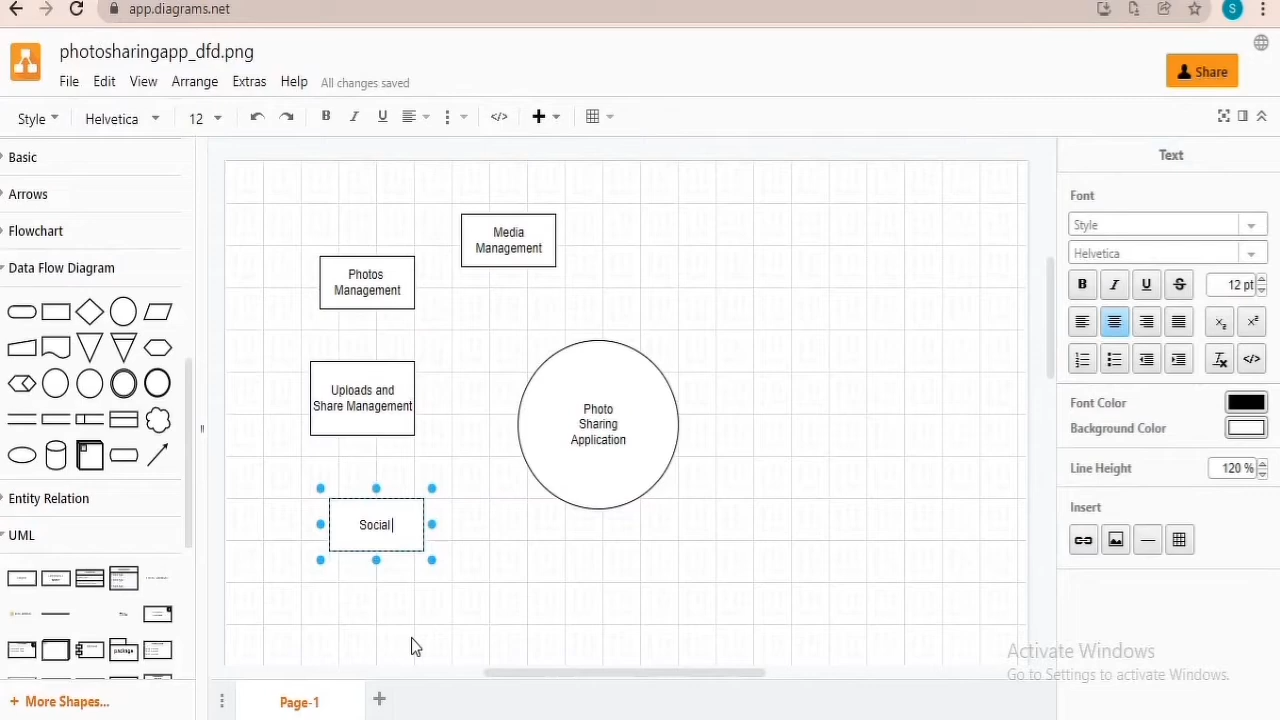 app.diagrams.net
S
photosharingapp_dfd.png
File Edit View Arrange Extras Help All changes saved
Share
Style Helvetica 12 B I U </>
Basic
Arrows
Flowchart
Data Flow Diagram
Entity Relation
UML
package
+ More Shapes...
Media
Management
Photos
Management
Uploads and
Share Management
Photo
Sharing
Application
Social
Page-1 +
Text
Font
Style
Helvetica
B I U S 12 pt
Font Color
Background Color
Line Height 120 %
Insert
Activate Windows
Go to Settings to activate Windows.